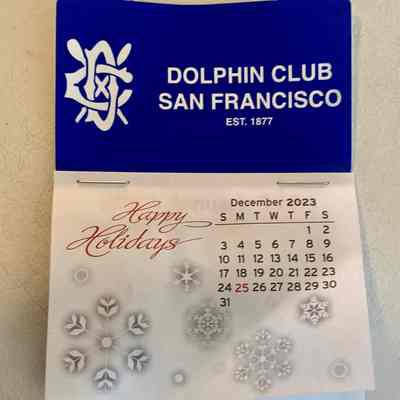 DOLPHIN CLUB
SAN FRANCISCO
EST. 1877
Happy
Holidays
December 2023
S M T W T F S
1 2
3 4 5 6 7 8 9
10 11 12 13 14 15 16
17 18 19 20 21 22 23
24 25 26 27 28 29 30
31